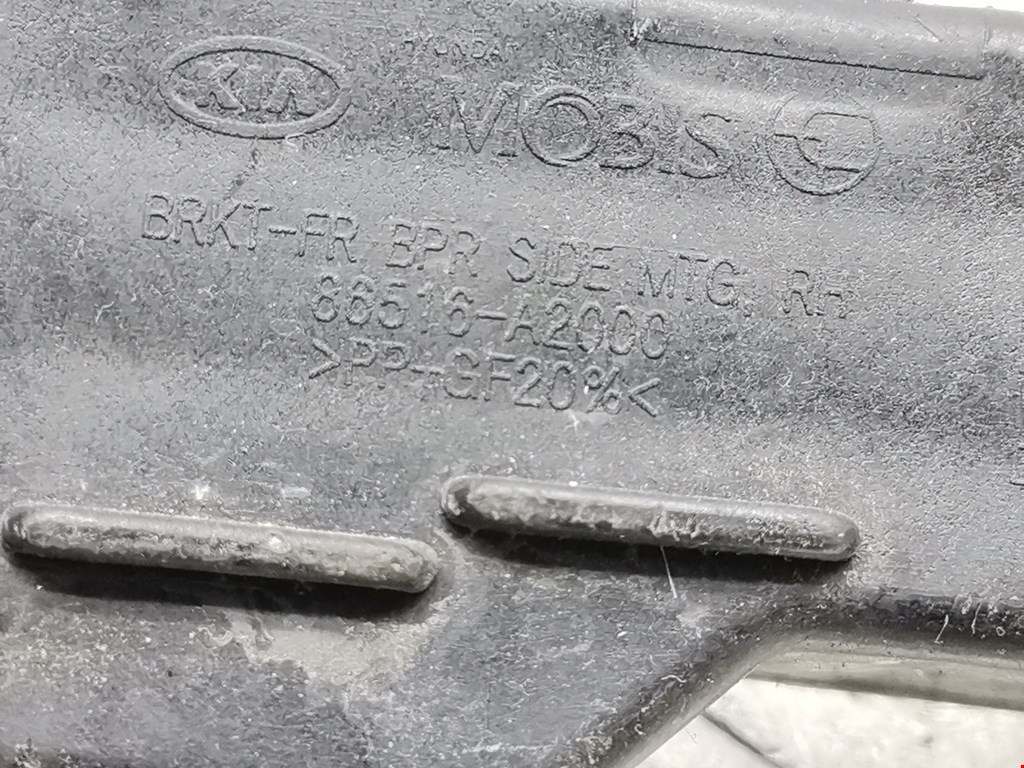 KIA
HYUNDAI
MOBIS
BRKT-FR BPR SIDE MTG, RH
86516-A2000
>PP-GF20%<